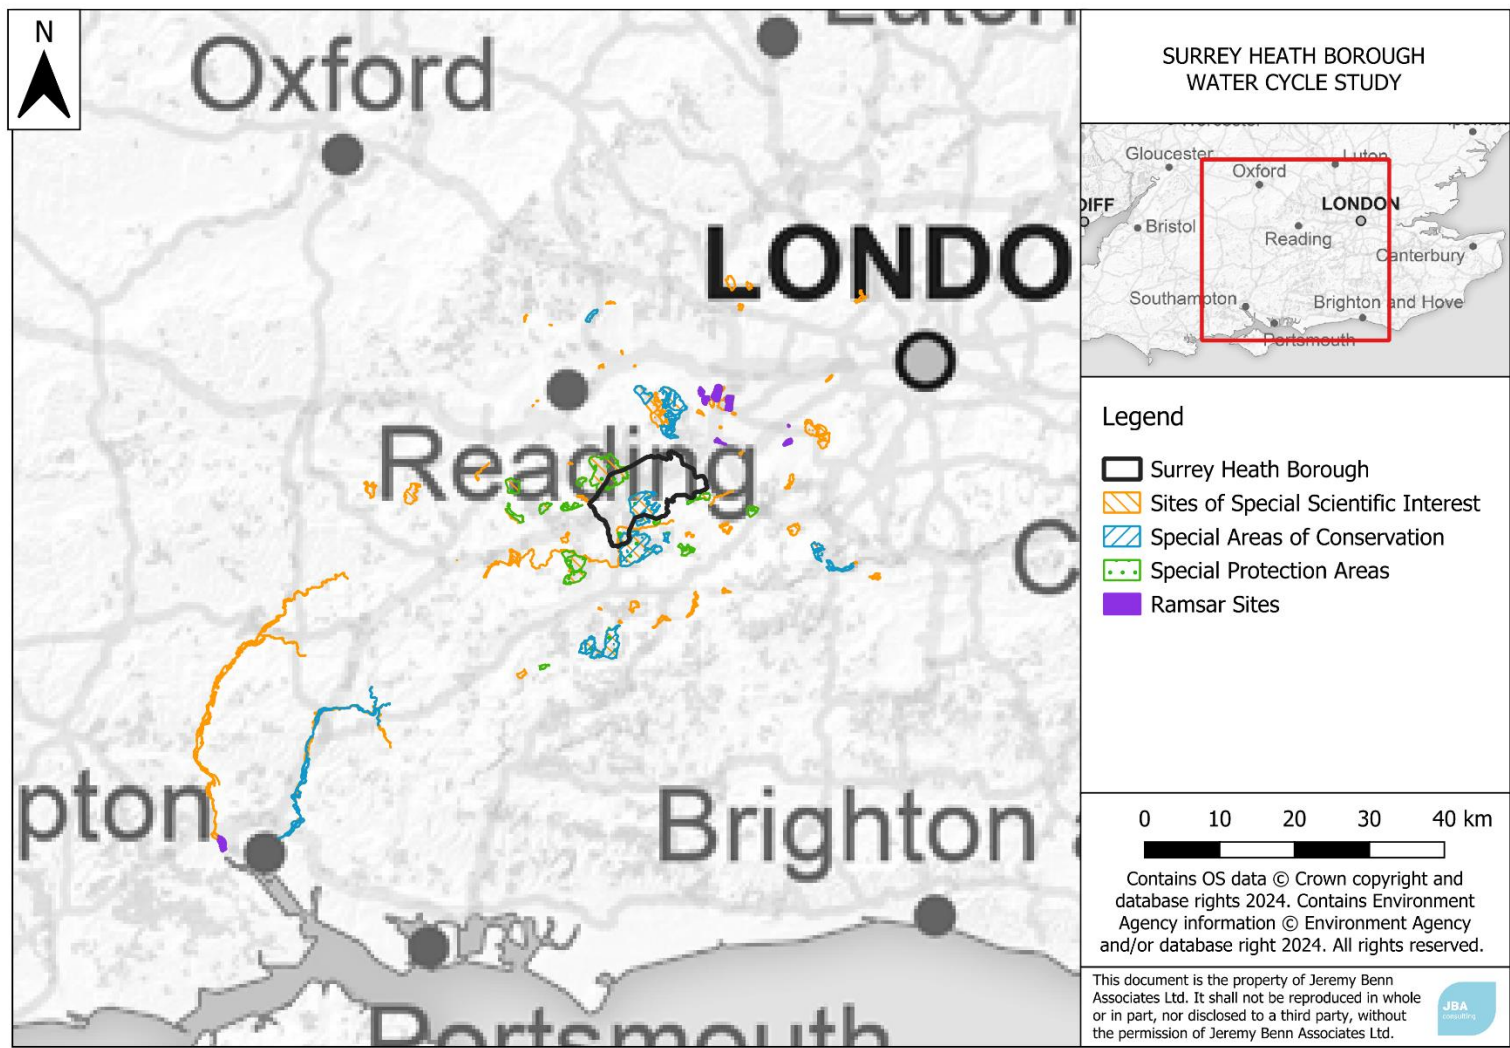 N
Oxford
Luton
LONDO
Reading
C
pton
Brighton a
Portsmouth
SURREY HEATH BOROUGH
WATER CYCLE STUDY
Gloucester
Luton
Oxford
DIFF
LONDON
Bristol
Reading
Canterbury
Southampton
Brighton and Hove
Portsmouth
Legend
Surrey Heath Borough
Sites of Special Scientific Interest
Special Areas of Conservation
Special Protection Areas
Ramsar Sites
0 10 20 30 40 km
Contains OS data © Crown copyright and
database rights 2024. Contains Environment
Agency information © Environment Agency
and/or database right 2024. All rights reserved.
This document is the property of Jeremy Benn
Associates Ltd. It shall not be reproduced in whole
or in part, nor disclosed to a third party, without
the permission of Jeremy Benn Associates Ltd.
JBA
consulting